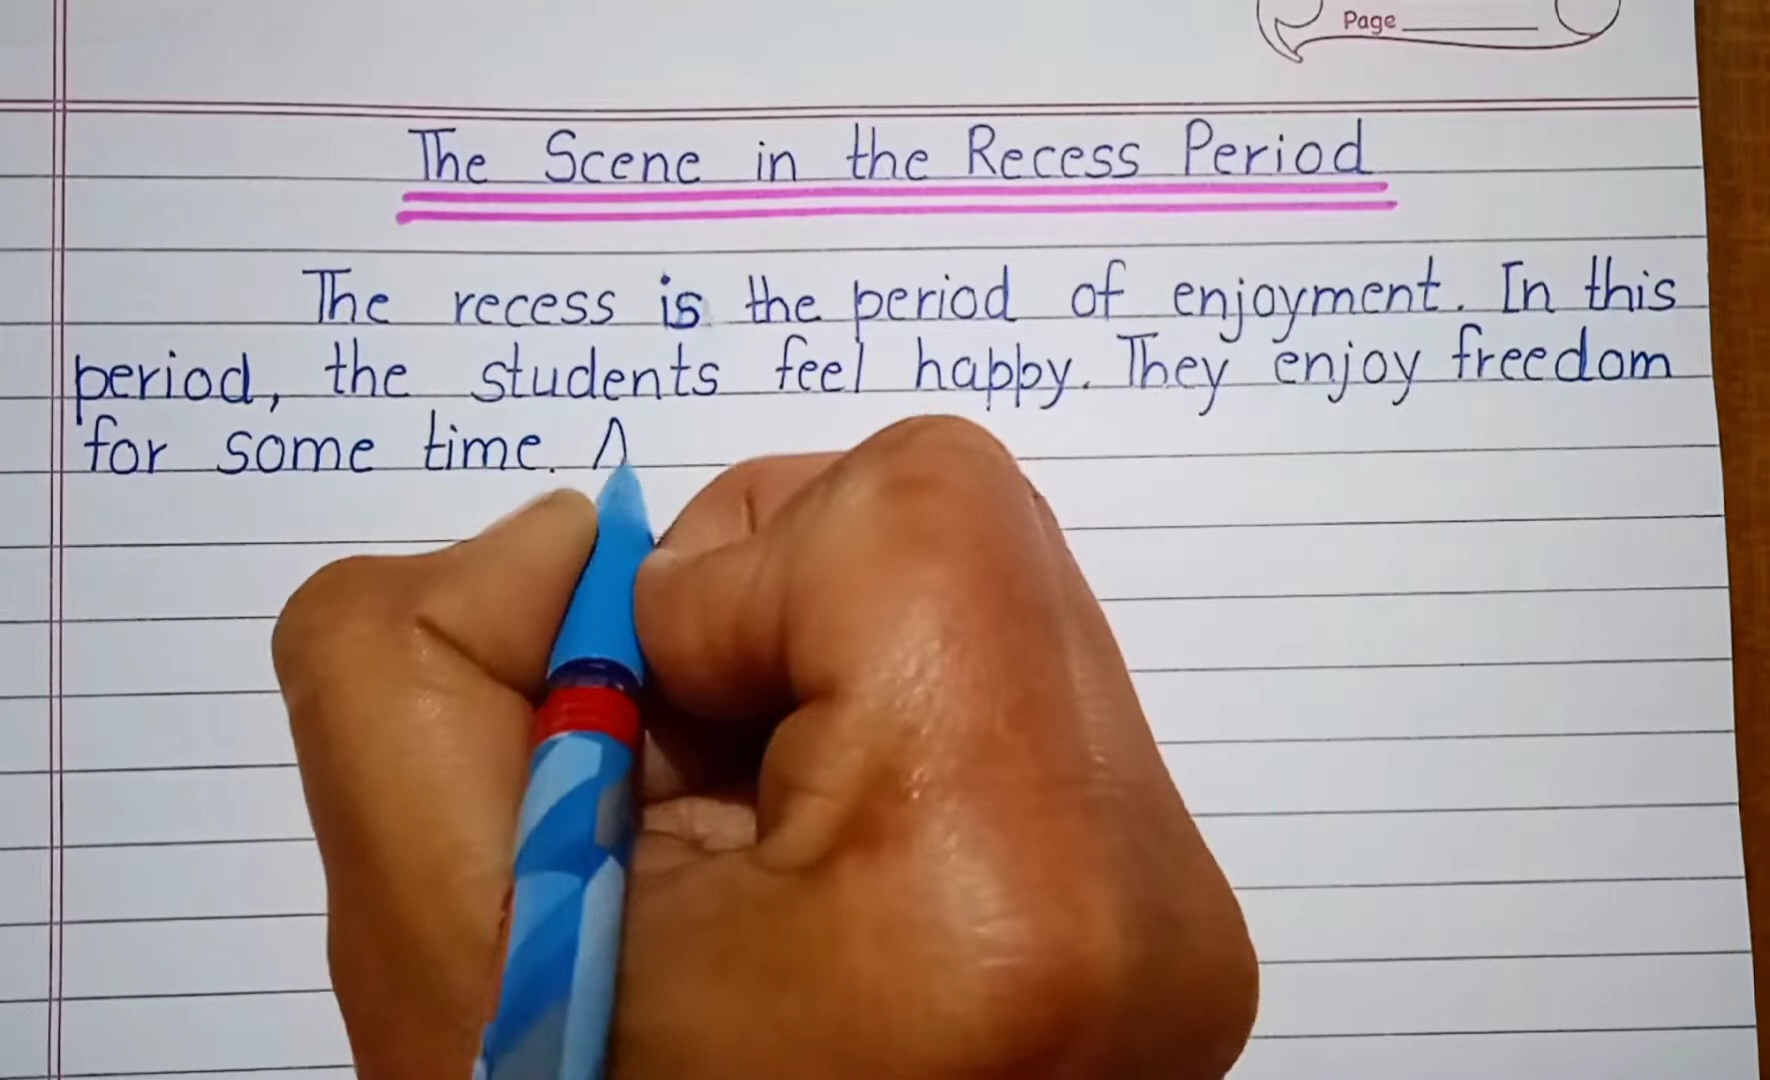 Page
The Scene in the Recess Period
The recess is the period of enjoyment. In this
period, the students feel happy. They enjoy freedom
for some time.